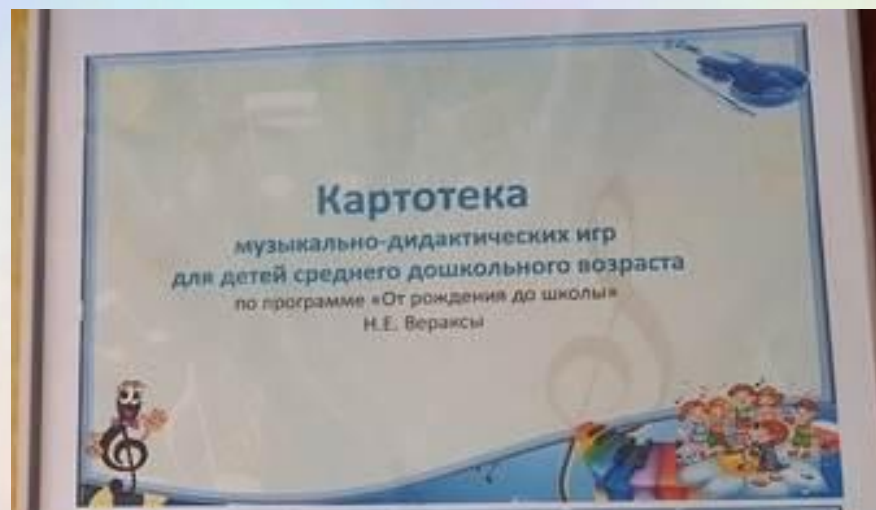 Картотека
музыкально-дидактических игр
для детей среднего дошкольного возраста
по программе «От рождения до школы»
Н.Е. Вераксы